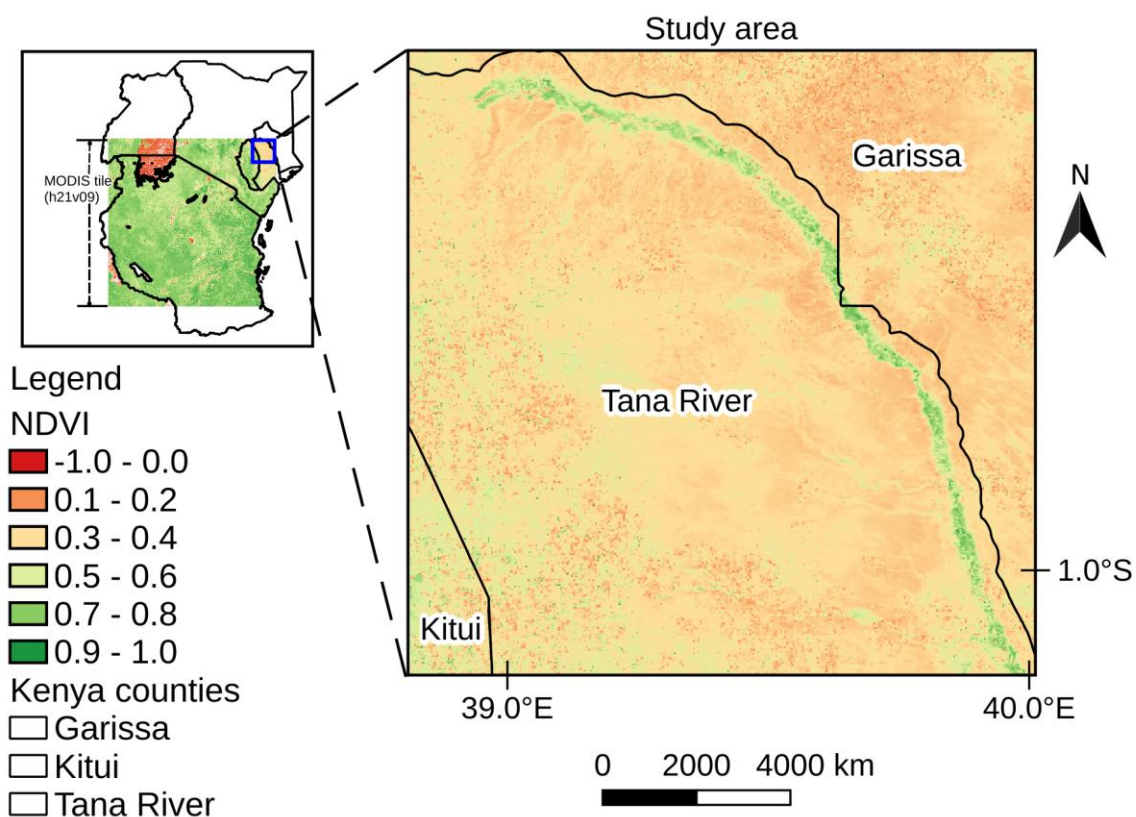 Study area
MODIS tile
(h21v09)
Garissa
N
Tana River
Kitui
1.0°S
39.0°E
40.0°E
0 2000 4000 km
Legend
NDVI
-1.0 - 0.0
0.1 - 0.2
0.3 - 0.4
0.5 - 0.6
0.7 - 0.8
0.9 - 1.0
Kenya counties
Garissa
Kitui
Tana River